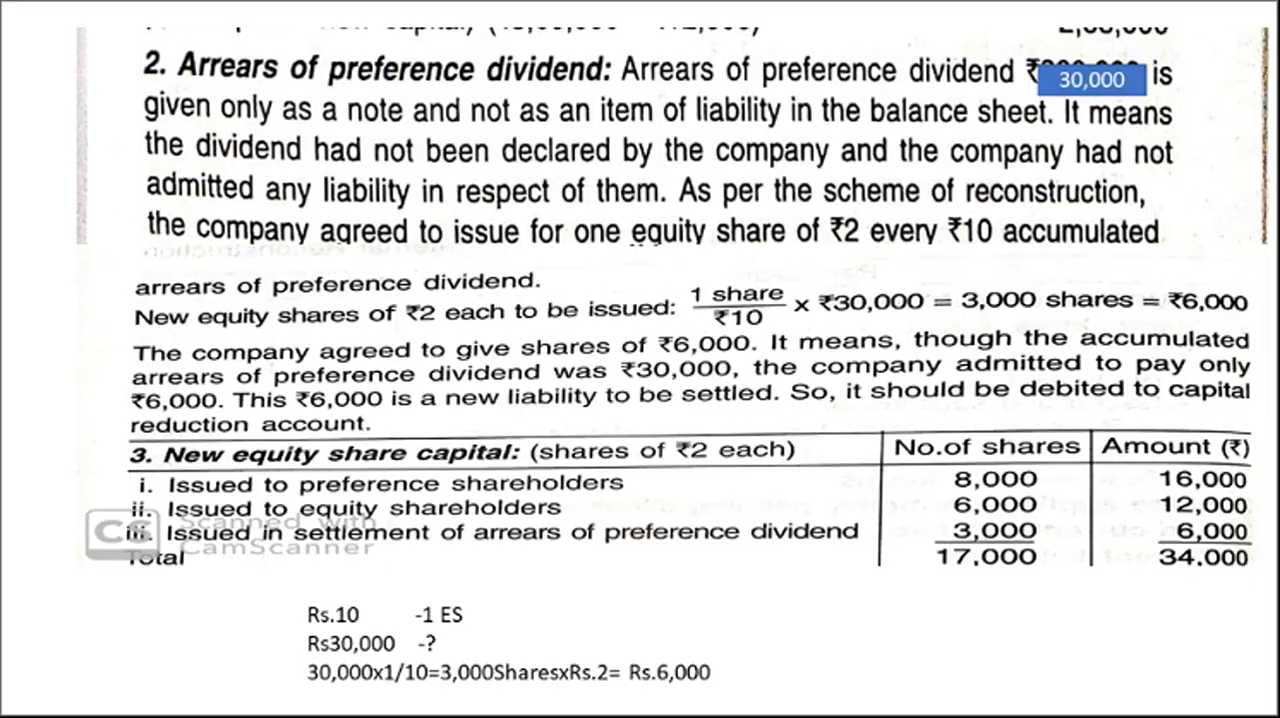 2. Arrears of preference dividend: Arrears of preference dividend ₹ 30,000 is
given only as a note and not as an item of liability in the balance sheet. It means
the dividend had not been declared by the company and the company had not
admitted any liability in respect of them. As per the scheme of reconstruction,
the company agreed to issue for one equity share of ₹2 every ₹10 accumulated
arrears of preference dividend.
New equity shares of ₹2 each to be issued: 1 share / ₹10 x ₹30,000 = 3,000 shares = ₹6,000
The company agreed to give shares of ₹6,000. It means, though the accumulated
arrears of preference dividend was ₹30,000, the company admitted to pay only
₹6,000. This ₹6,000 is a new liability to be settled. So, it should be debited to capital
reduction account.
3. New equity share capital: (shares of ₹2 each) No.of shares Amount (₹)
i. Issued to preference shareholders 8,000 16,000
ii. Issued to equity shareholders 6,000 12,000
iii. Issued in settlement of arrears of preference dividend 3,000 6,000
Total 17,000 34,000
CS Scanned with
CamScanner
Rs.10 -1 ES
Rs30,000 -?
30,000x1/10=3,000SharesxRs.2= Rs.6,000